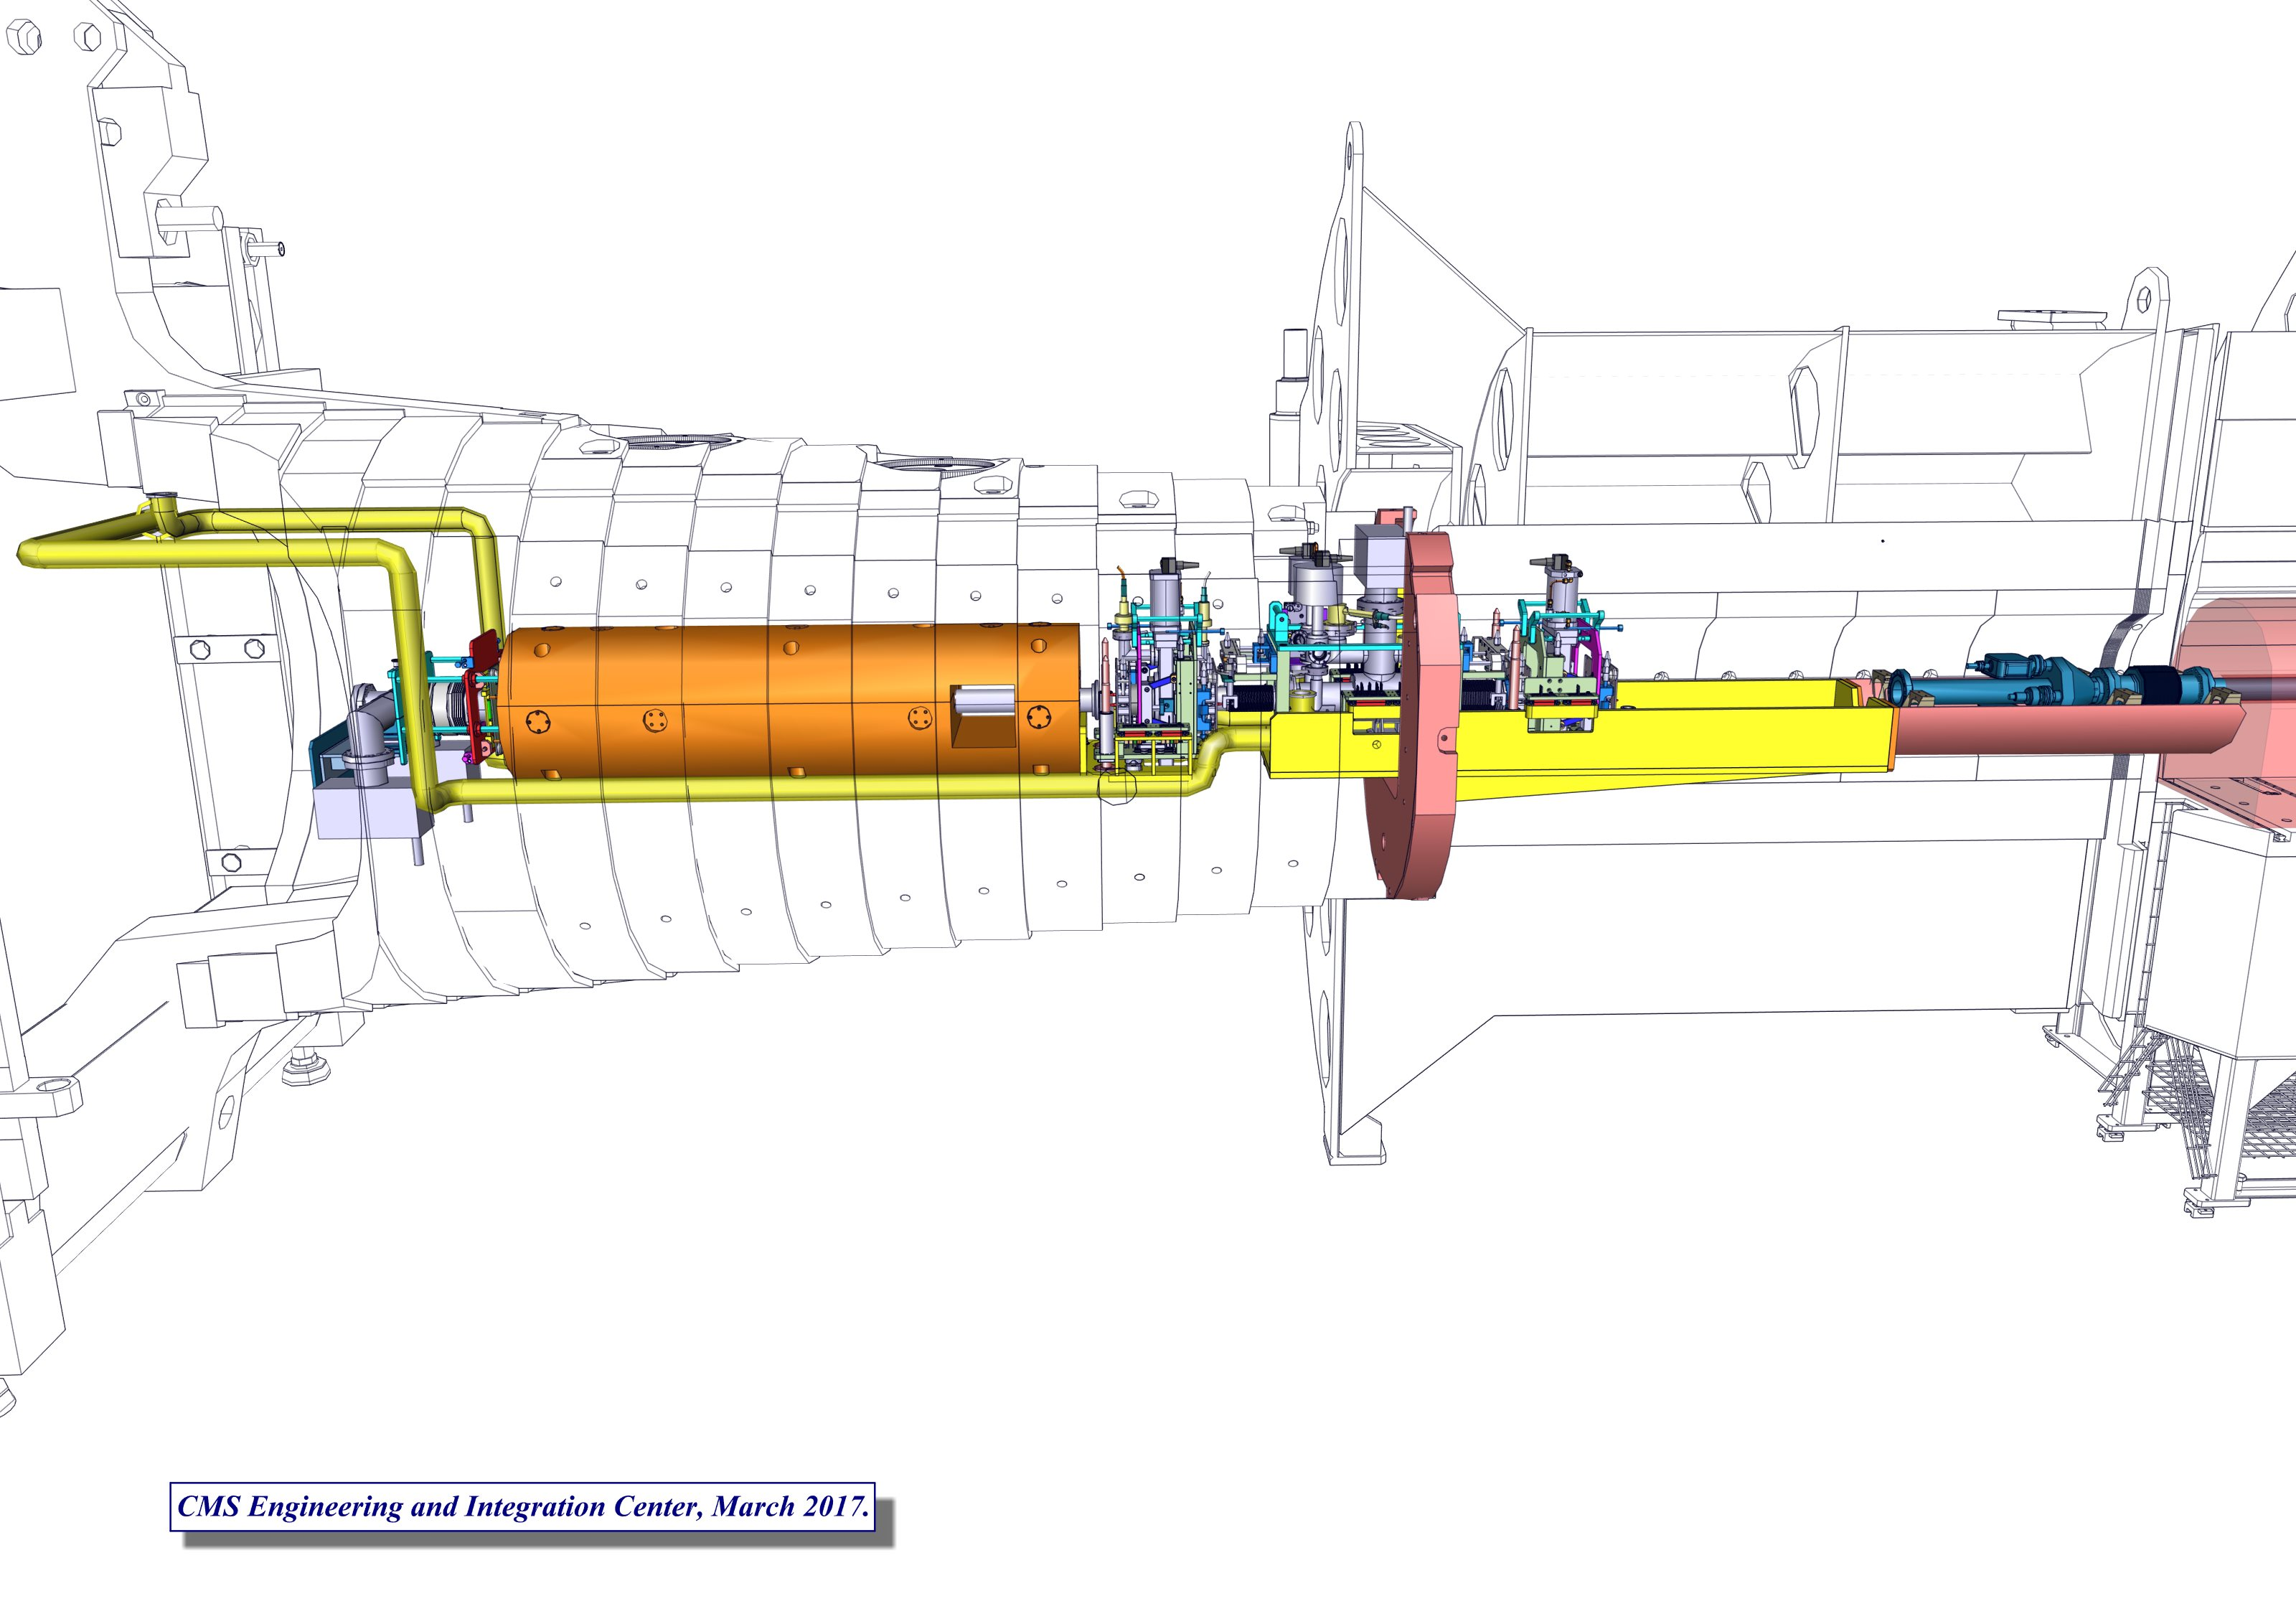 CMS Engineering and Integration Center, March 2017.